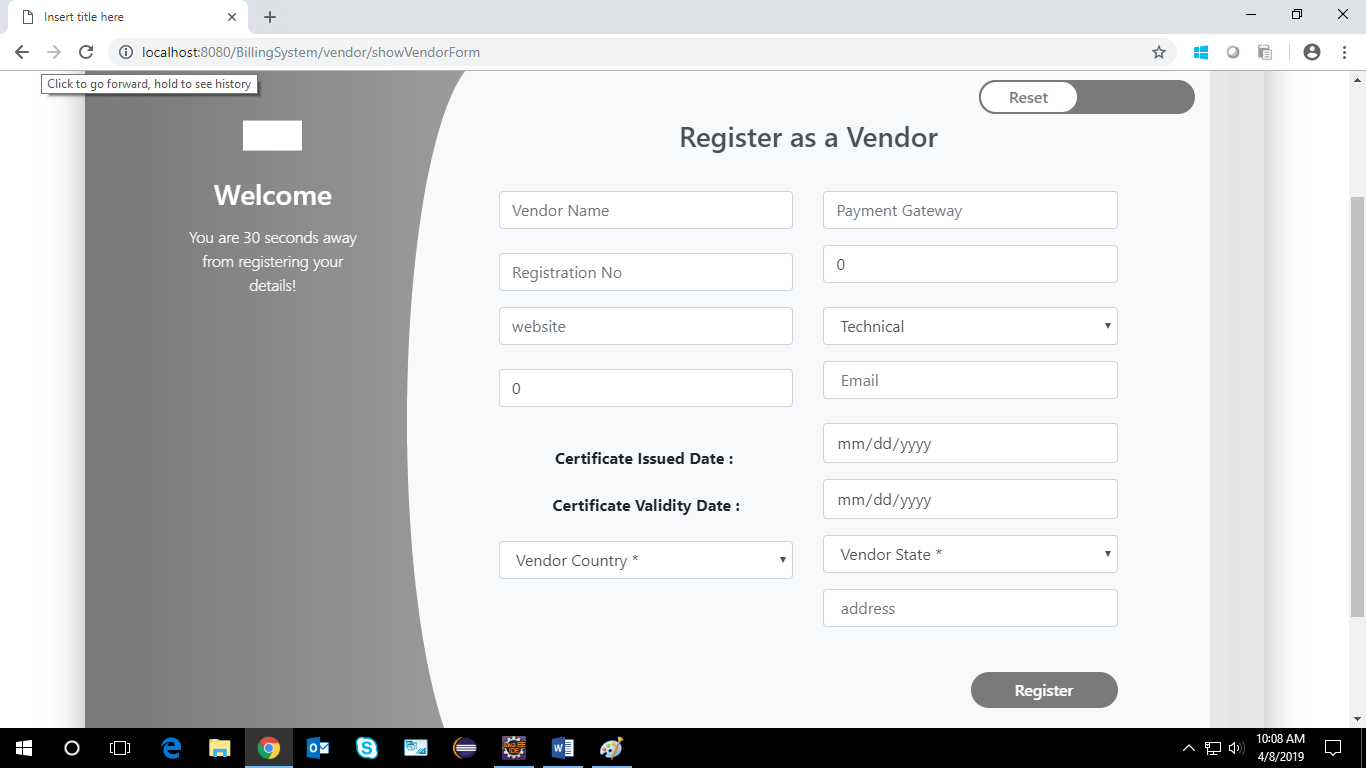 Insert title here
localhost:8080/BillingSystem/vendor/showVendorForm
Click to go forward, hold to see history
Reset
Welcome
You are 30 seconds away
from registering your
details!
Register as a Vendor
Vendor Name
Payment Gateway
Registration No
0
website
Technical
0
Email
Certificate Issued Date :
mm/dd/yyyy
Certificate Validity Date :
mm/dd/yyyy
Vendor Country *
Vendor State *
address
Register
10:08 AM
4/8/2019